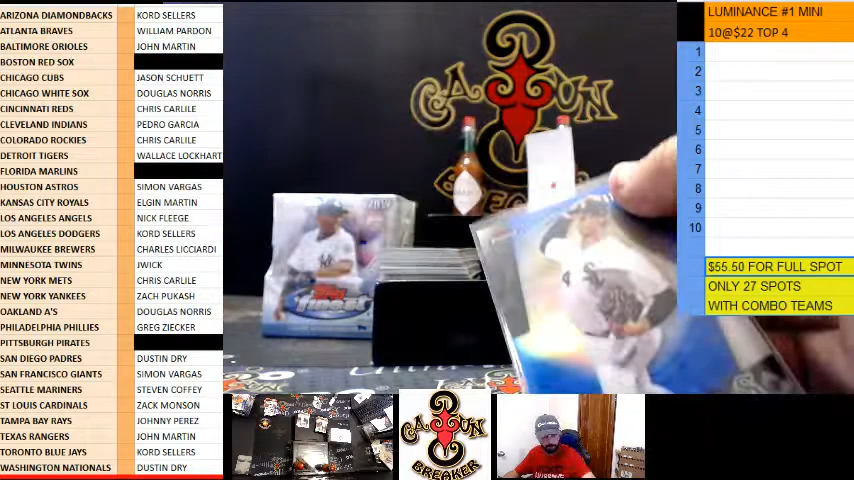 ARIZONA DIAMONDBACKS KORD SELLERS
ATLANTA BRAVES WILLIAM PARDON
BALTIMORE ORIOLES JOHN MARTIN
BOSTON RED SOX
CHICAGO CUBS JASON SCHUETT
CHICAGO WHITE SOX DOUGLAS NORRIS
CINCINNATI REDS CHRIS CARLILE
CLEVELAND INDIANS PEDRO GARCIA
COLORADO ROCKIES CHRIS CARLILE
DETROIT TIGERS WALLACE LOCKHART
FLORIDA MARLINS
HOUSTON ASTROS SIMON VARGAS
KANSAS CITY ROYALS ELGIN MARTIN
LOS ANGELES ANGELS NICK FLEEGE
LOS ANGELES DODGERS KORD SELLERS
MILWAUKEE BREWERS CHARLES LICCIARDI
MINNESOTA TWINS JWICK
NEW YORK METS CHRIS CARLILE
NEW YORK YANKEES ZACH PUKASH
OAKLAND A'S DOUGLAS NORRIS
PHILADELPHIA PHILLIES GREG ZIECKER
PITTSBURGH PIRATES
SAN DIEGO PADRES DUSTIN DRY
SAN FRANCISCO GIANTS SIMON VARGAS
SEATTLE MARINERS STEVEN COFFEY
ST LOUIS CARDINALS ZACK MONSON
TAMPA BAY RAYS JOHNNY PEREZ
TEXAS RANGERS JOHN MARTIN
TORONTO BLUE JAYS KORD SELLERS
WASHINGTON NATIONALS DUSTIN DRY
CAJUN
Topps
finest
CAJUN
BREAKER
LUMINANCE #1 MINI
10@$22 TOP 4
1
2
3
4
5
6
7
8
9
10
$55.50 FOR FULL SPOT
ONLY 27 SPOTS
WITH COMBO TEAMS